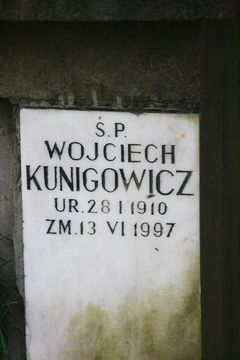 Ś.P.
WOJCIECH
KUNIGOWICZ
UR.28 I 1910
ZM.13 VI 1997